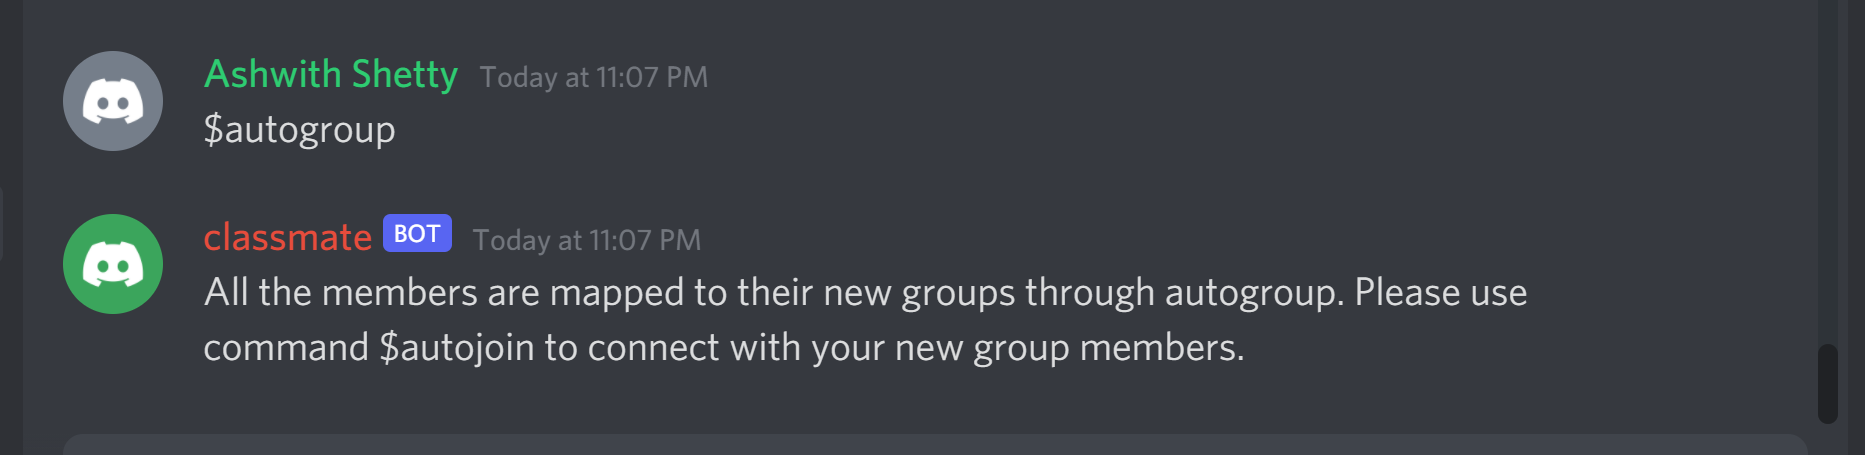 Ashwith Shetty Today at 11:07 PM
$autogroup
classmate BOT Today at 11:07 PM
All the members are mapped to their new groups through autogroup. Please use
command $autojoin to connect with your new group members.